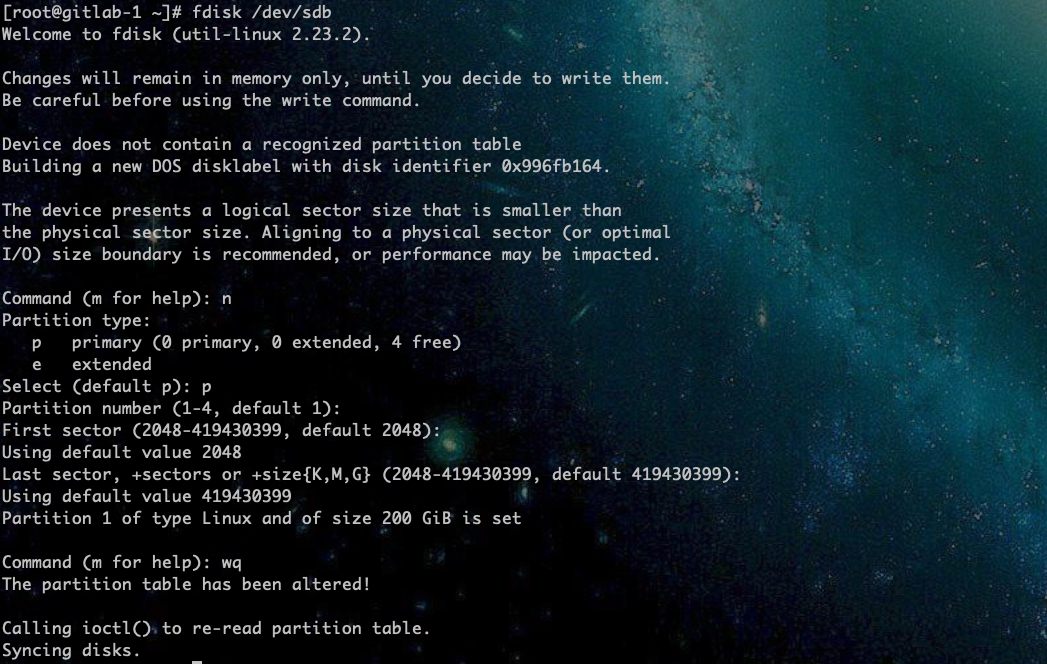 [root@gitlab-1 ~]# fdisk /dev/sdb
Welcome to fdisk (util-linux 2.23.2).
Changes will remain in memory only, until you decide to write them.
Be careful before using the write command.
Device does not contain a recognized partition table
Building a new DOS disklabel with disk identifier 0x996fb164.
The device presents a logical sector size that is smaller than
the physical sector size. Aligning to a physical sector (or optimal
I/O) size boundary is recommended, or performance may be impacted.
Command (m for help): n
Partition type:
   p   primary (0 primary, 0 extended, 4 free)
   e   extended
Select (default p): p
Partition number (1-4, default 1):
First sector (2048-419430399, default 2048):
Using default value 2048
Last sector, +sectors or +size{K,M,G} (2048-419430399, default 419430399):
Using default value 419430399
Partition 1 of type Linux and of size 200 GiB is set
Command (m for help): wq
The partition table has been altered!
Calling ioctl() to re-read partition table.
Syncing disks.